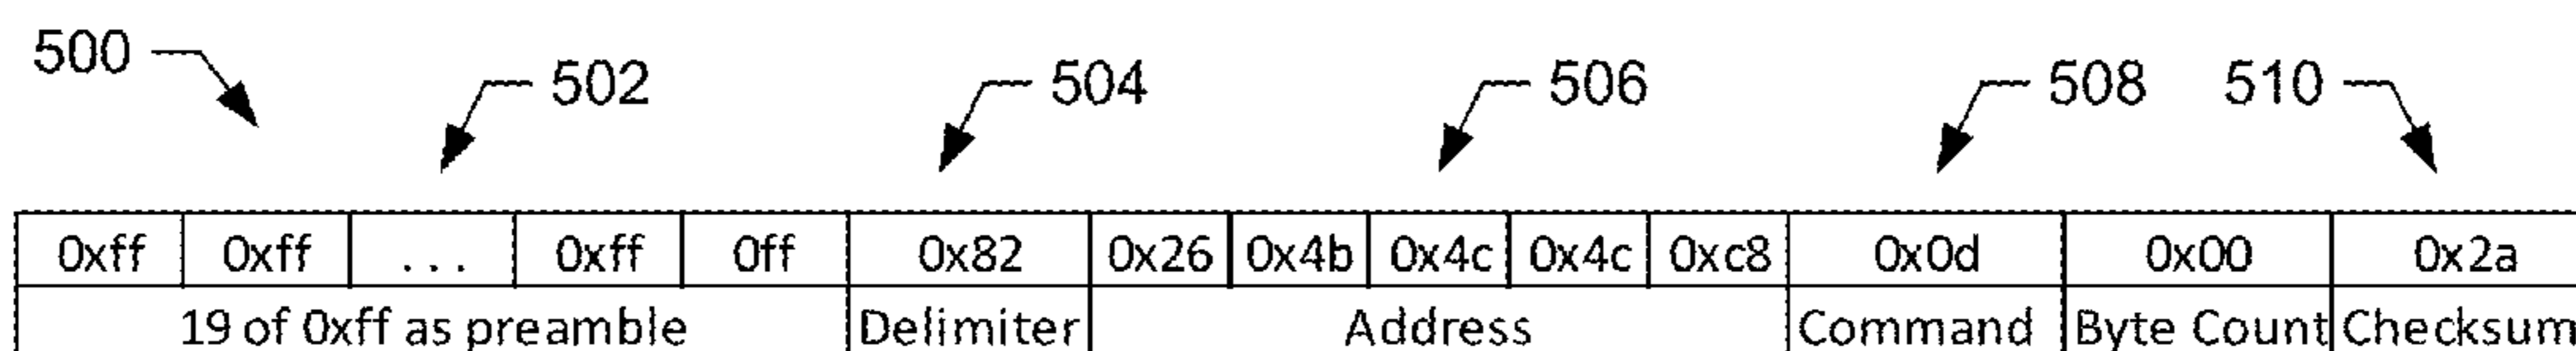 500
502 504 506 508 510
0xff 0xff ... 0xff 0ff 0x82 0x26 0x4b 0x4c 0x4c 0xc8 0x0d 0x00 0x2a
19 of 0xff as preamble Delimiter Address Command Byte Count Checksum